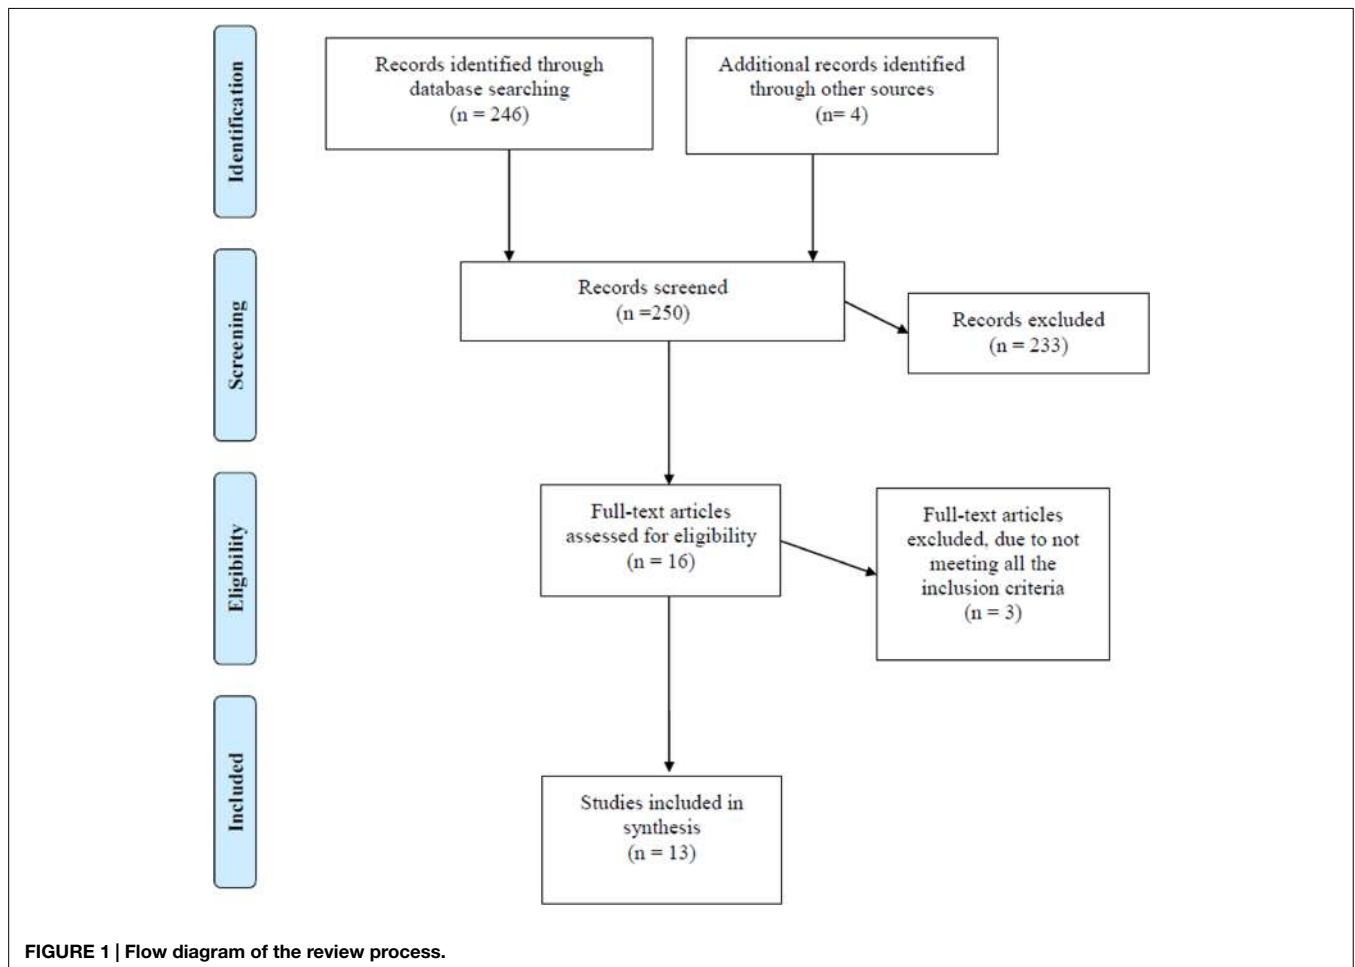 Identification
Records identified through
database searching
(n = 246)
Additional records identified
through other sources
(n= 4)
Screening
Records screened
(n =250)
Records excluded
(n = 233)
Eligibility
Full-text articles
assessed for eligibility
(n = 16)
Full-text articles
excluded, due to not
meeting all the
inclusion criteria
(n = 3)
Included
Studies included in
synthesis
(n = 13)
FIGURE 1 | Flow diagram of the review process.